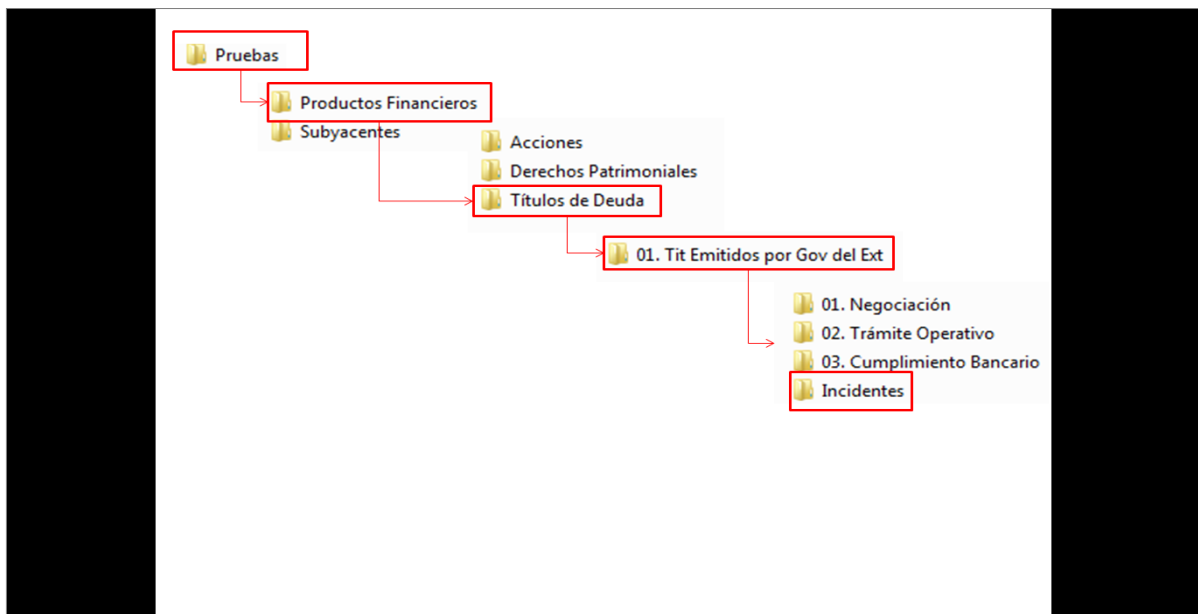 Pruebas
Productos Financieros
Subyacentes
Acciones
Derechos Patrimoniales
Títulos de Deuda
01. Tit Emitidos por Gov del Ext
01. Negociación
02. Trámite Operativo
03. Cumplimiento Bancario
Incidentes